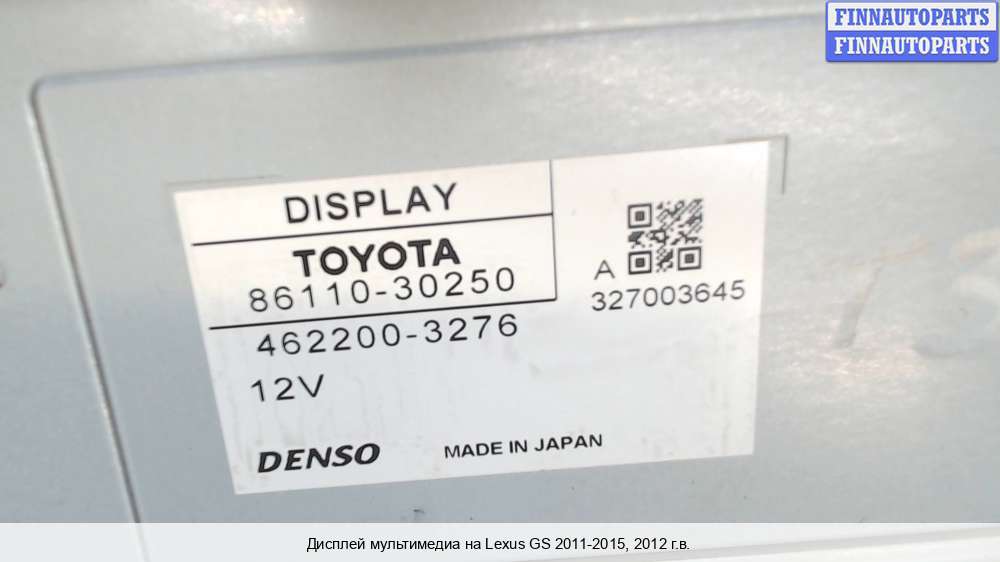 FINNAUTOPARTS
FINNAUTOPARTS
DISPLAY
TOYOTA
86110-30250
462200-3276
12V
A
327003645
DENSO
MADE IN JAPAN
Дисплей мультимедиа на Lexus GS 2011-2015, 2012 г.в.